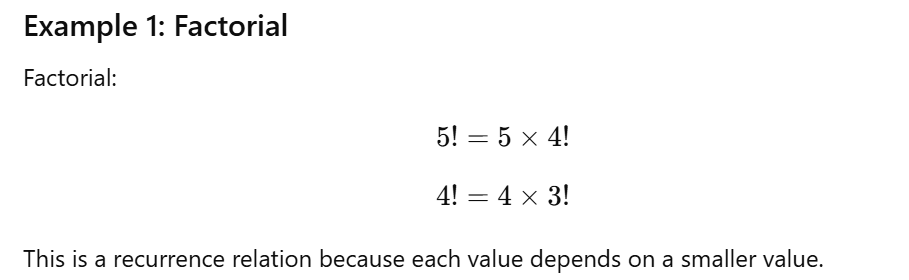 Example 1: Factorial
Factorial:
5! = 5 × 4!
4! = 4 × 3!
This is a recurrence relation because each value depends on a smaller value.